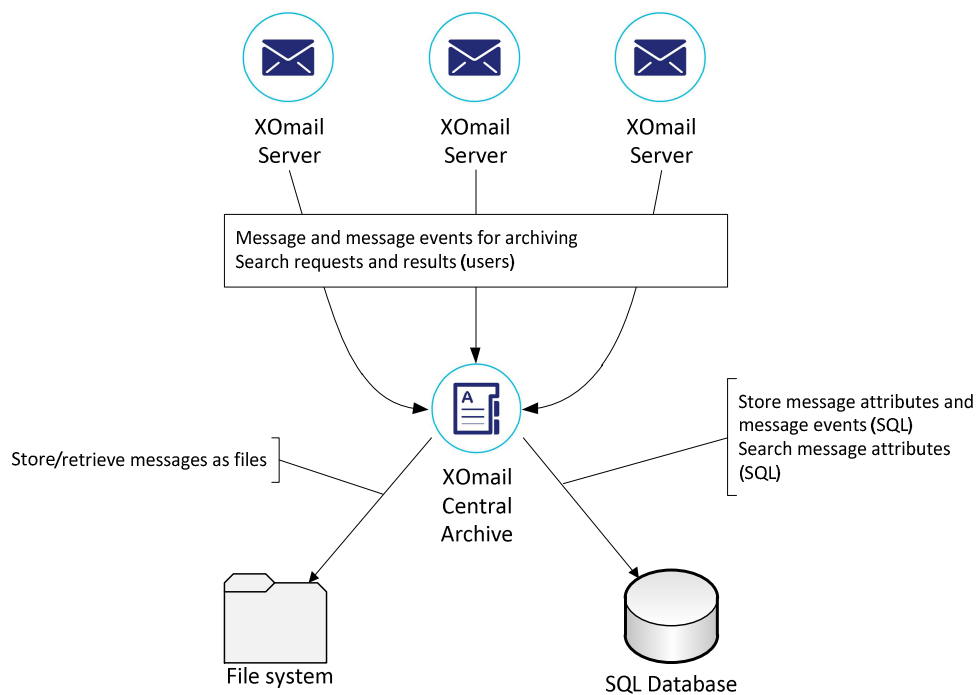 XOmail
Server
XOmail
Server
XOmail
Server
Message and message events for archiving
Search requests and results (users)
A
Store message attributes and
message events (SQL)
Search message attributes
(SQL)
Store/retrieve messages as files
XOmail
Central
Archive
File system
SQL Database